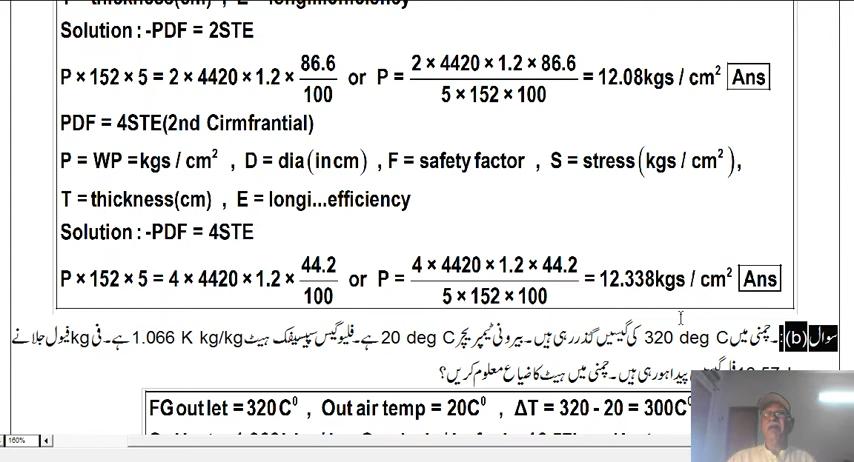 Solution : -PDF = 2STE
P × 152 × 5 = 2 × 4420 × 1.2 × 86.6/100 or P = 2 × 4420 × 1.2 × 86.6 / 5 × 152 × 100 = 12.08kgs / cm² Ans
PDF = 4STE(2nd Cirmfrantial)
P = WP = kgs / cm² , D = dia(in cm) , F = safety factor , S = stress(kgs / cm²),
T = thickness(cm) , E = longi...efficiency
Solution : -PDF = 4STE
P × 152 × 5 = 4 × 4420 × 1.2 × 44.2/100 or P = 4 × 4420 × 1.2 × 44.2 / 5 × 152 × 100 = 12.338kgs / cm² Ans
سوال (b): ۔چمنی میں 320 deg C کی گیسیں گذر رہی ہیں۔ بیرونی ٹیمپریچر 20 deg C ہے۔ فلیو گیس سپیسیفک ہیٹ 1.066 K kg/kg ہے۔ فی kg فیول جلانے
پیدا ہو رہی ہیں۔ چمنی میں ہیٹ کا ضیاع معلوم کریں؟
FG out let = 320C⁰ , Out air temp = 20C⁰ , ΔT = 320 - 20 = 300C⁰
160%